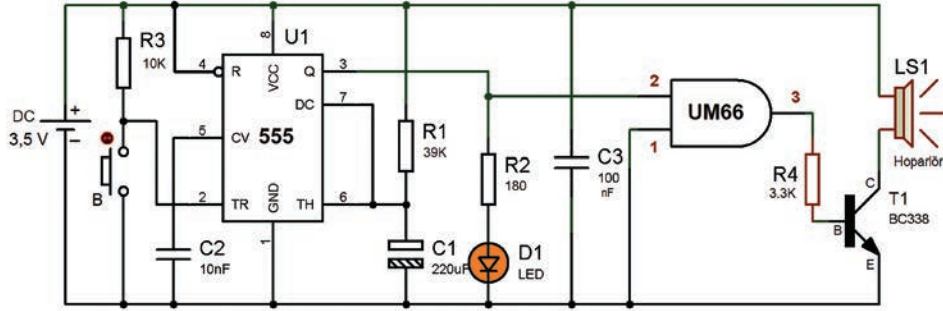 DC
3,5 V
+
−
R3
10K
B
U1
4
R
8
VCC
Q
3
DC
7
5
CV
555
2
TR
GND
1
TH
6
C2
10nF
R1
39K
C1
220uF
R2
180
D1
LED
C3
100
nF
2
1
UM66
3
R4
3.3K
LS1
Hoparlör
C
B
E
T1
BC338